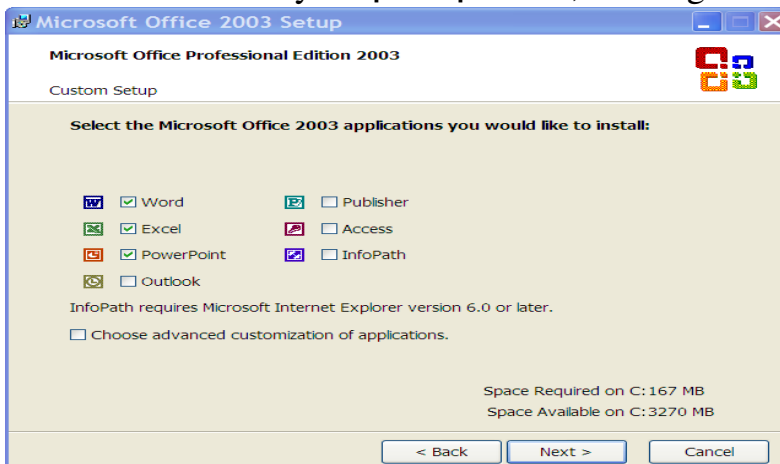 Microsoft Office 2003 Setup
Microsoft Office Professional Edition 2003
Custom Setup
Select the Microsoft Office 2003 applications you would like to install:
Word
Publisher
Excel
Access
PowerPoint
InfoPath
Outlook
InfoPath requires Microsoft Internet Explorer version 6.0 or later.
Choose advanced customization of applications.
Space Required on C: 167 MB
Space Available on C: 3270 MB
< Back
Next >
Cancel